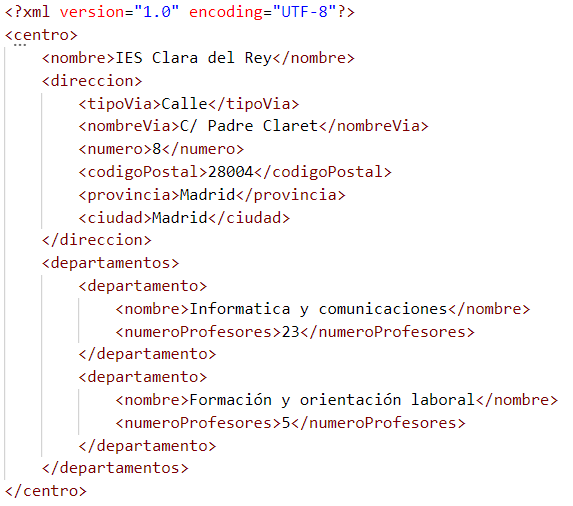 <?xml version="1.0" encoding="UTF-8"?>
<centro>
    <nombre>IES Clara del Rey</nombre>
    <direccion>
        <tipoVia>Calle</tipoVia>
        <nombreVia>C/ Padre Claret</nombreVia>
        <numero>8</numero>
        <codigoPostal>28004</codigoPostal>
        <provincia>Madrid</provincia>
        <ciudad>Madrid</ciudad>
    </direccion>
    <departamentos>
        <departamento>
            <nombre>Informatica y comunicaciones</nombre>
            <numeroProfesores>23</numeroProfesores>
        </departamento>
        <departamento>
            <nombre>Formación y orientación laboral</nombre>
            <numeroProfesores>5</numeroProfesores>
        </departamento>
    </departamentos>
</centro>